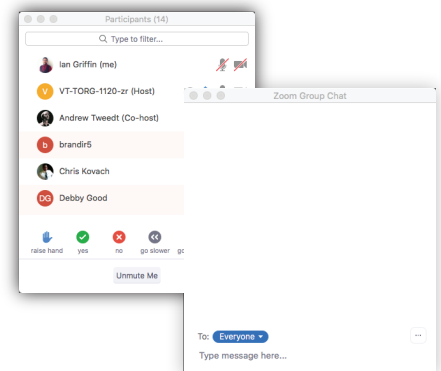 Participants (14)
Type to filter...
Ian Griffin (me)
V
VT-TORG-1120-zr (Host)
Andrew Tweedt (Co-host)
b
brandir5
Chris Kovach
DG
Debby Good
raise hand
yes
no
go slower
go
Unmute Me
Zoom Group Chat
To: Everyone
Type message here...